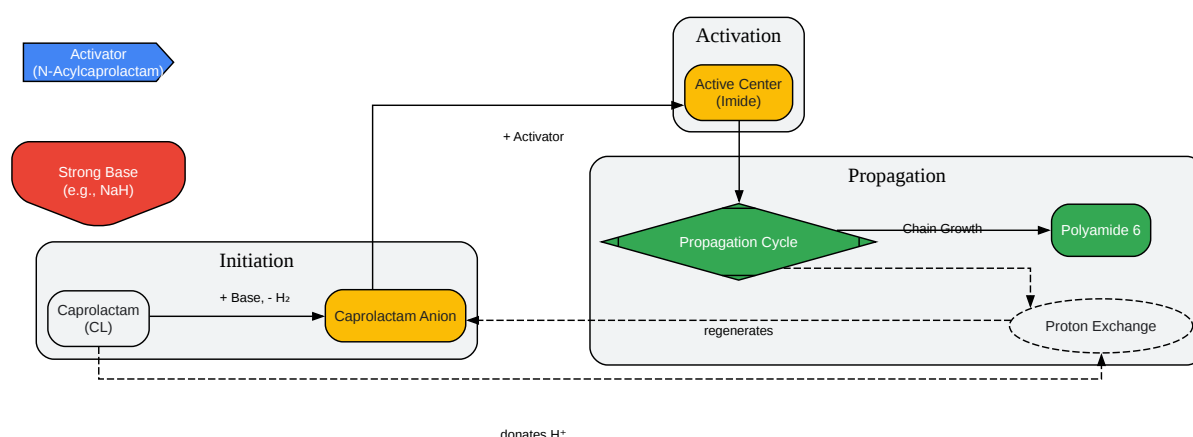 Activation
Activator
(N-Acylcaprolactam)
Active Center
(Imide)
+ Activator
Strong Base
(e.g., NaH)
Propagation
Propagation Cycle
Chain Growth
Polyamide 6
Initiation
Caprolactam
(CL)
+ Base, - H₂
Caprolactam Anion
regenerates
Proton Exchange
donates H⁺